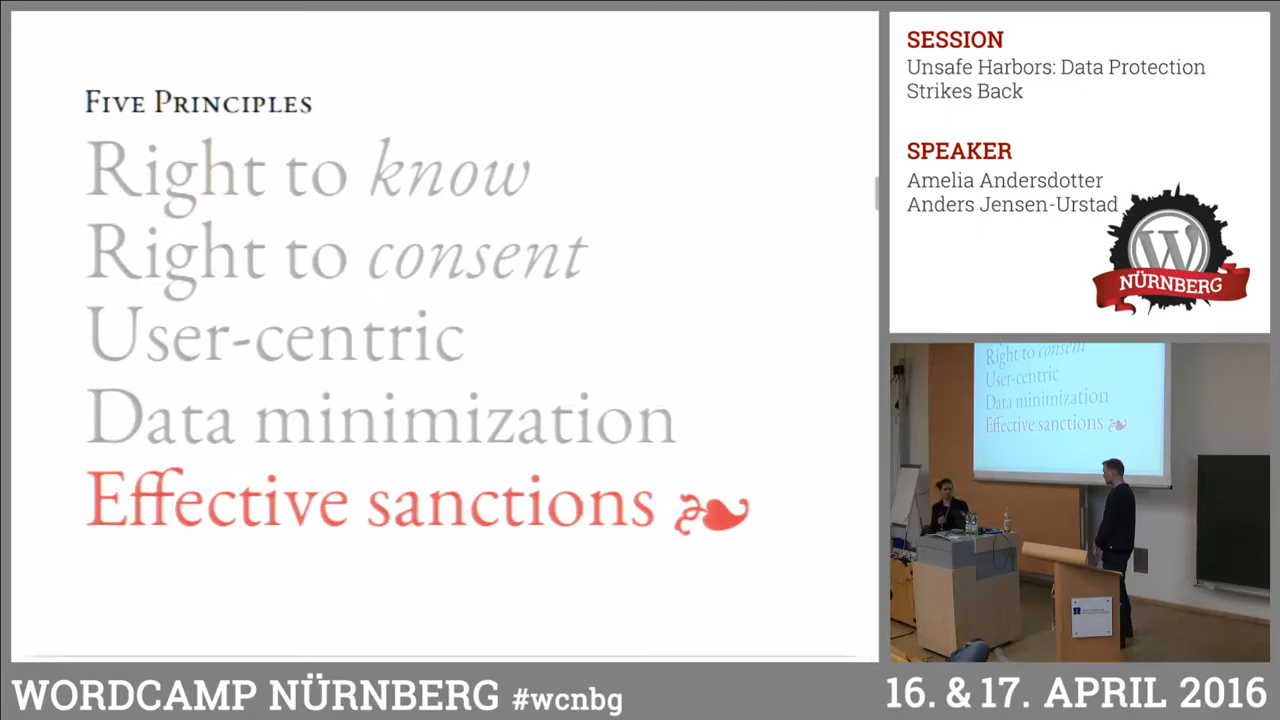 FIVE PRINCIPLES
Right to know
Right to consent
User-centric
Data minimization
Effective sanctions
SESSION
Unsafe Harbors: Data Protection
Strikes Back
SPEAKER
Amelia Andersdotter
Anders Jensen-Urstad
W
NÜRNBERG
Right to consent
User-centric
Data minimization
Effective sanctions
WORDCAMP NÜRNBERG #wcnbg
16. & 17. APRIL 2016